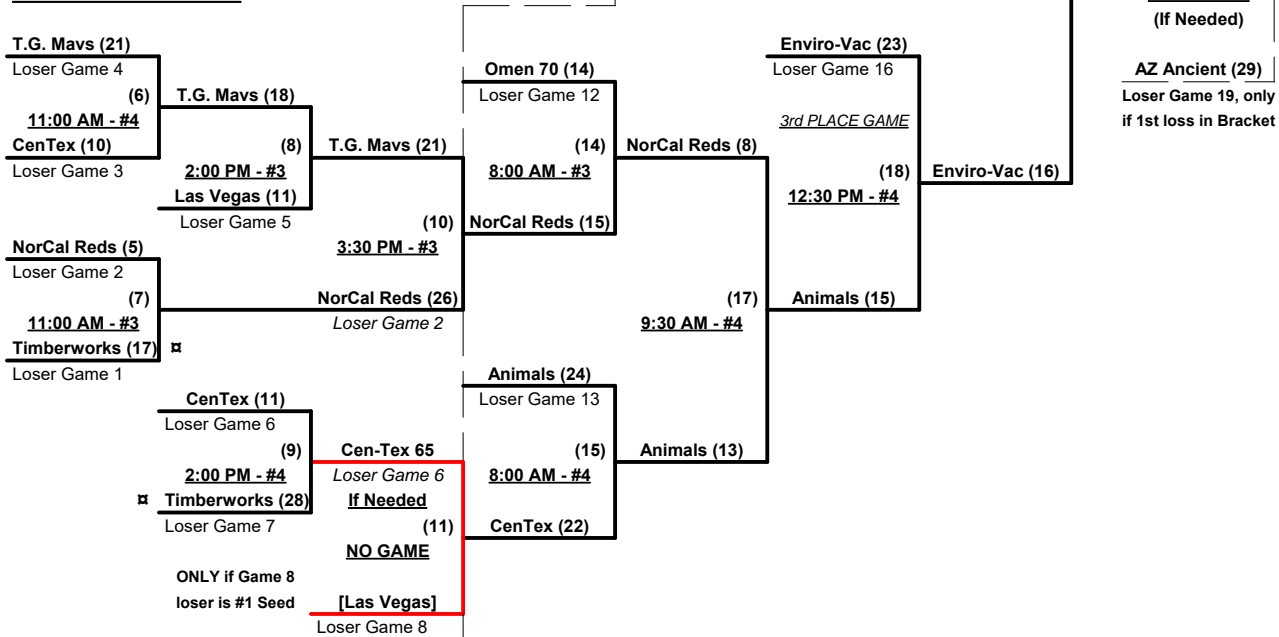 (If Needed)
T.G. Mavs (21)
Enviro-Vac (23)
Loser Game 4
Omen 70 (14)
Loser Game 16
AZ Ancient (29)
(6)
T.G. Mavs (18)
Loser Game 12
Loser Game 19, only
11:00 AM - #4
3rd PLACE GAME
if 1st loss in Bracket
CenTex (10)
(8)
T.G. Mavs (21)
(14)
NorCal Reds (8)
Loser Game 3
2:00 PM - #3
8:00 AM - #3
(18)
Enviro-Vac (16)
Las Vegas (11)
12:30 PM - #4
Loser Game 5
(10)
NorCal Reds (15)
NorCal Reds (5)
3:30 PM - #3
Loser Game 2
(7)
NorCal Reds (26)
(17)
Animals (15)
11:00 AM - #3
Loser Game 2
9:30 AM - #4
Timberworks (17) ¤
Loser Game 1
Animals (24)
CenTex (11)
Loser Game 13
Loser Game 6
(9)
Cen-Tex 65
(15)
Animals (13)
2:00 PM - #4
Loser Game 6
8:00 AM - #4
¤ Timberworks (28)
If Needed
Loser Game 7
(11)
CenTex (22)
NO GAME
ONLY if Game 8
loser is #1 Seed
[Las Vegas]
Loser Game 8